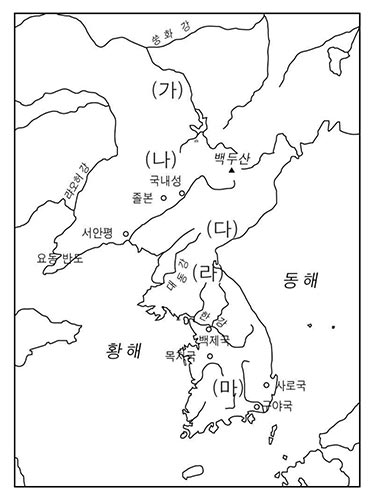 쑹화 강
(가)
(나)
백두산
국내성
졸본
랴오허 강
서안평
(다)
요동 반도
대동강
(라)
동해
한강
백제국
황해
목지국
(마)
사로국
구야국